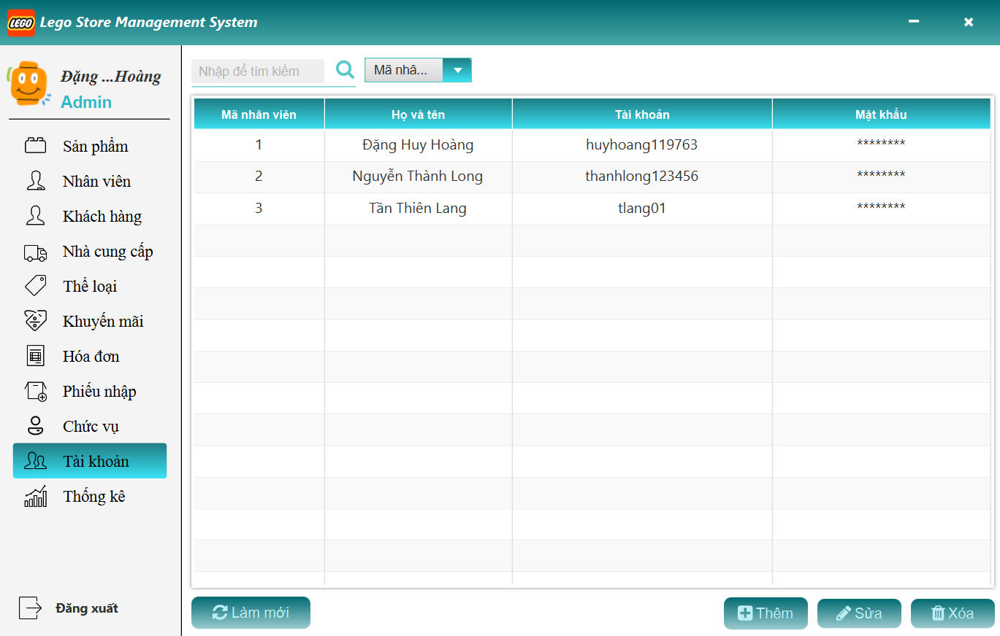 LEGO Lego Store Management System
Đặng ...Hoàng
Admin
Sản phẩm
Nhân viên
Khách hàng
Nhà cung cấp
Thể loại
Khuyến mãi
Hóa đơn
Phiếu nhập
Chức vụ
Tài khoản
Thống kê
Đăng xuất
Nhập để tìm kiếm Mã nhâ...
Mã nhân viên Họ và tên Tài khoản Mật khẩu
1 Đặng Huy Hoàng huyhoang119763 ********
2 Nguyễn Thành Long thanhlong123456 ********
3 Tần Thiên Lang tlang01 ********
Làm mới Thêm Sửa Xóa